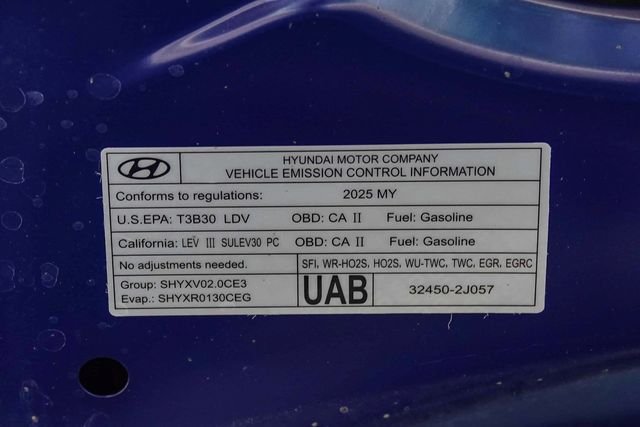 HYUNDAI MOTOR COMPANY
VEHICLE EMISSION CONTROL INFORMATION
Conforms to regulations: 2025 MY
U.S.EPA: T3B30 LDV OBD: CA II Fuel: Gasoline
California: LEV III SULEV30 PC OBD: CA II Fuel: Gasoline
No adjustments needed. SFI, WR-HO2S, HO2S, WU-TWC, TWC, EGR, EGRC
Group: SHYXV02.0CE3
Evap.: SHYXR0130CEG
UAB 32450-2J057